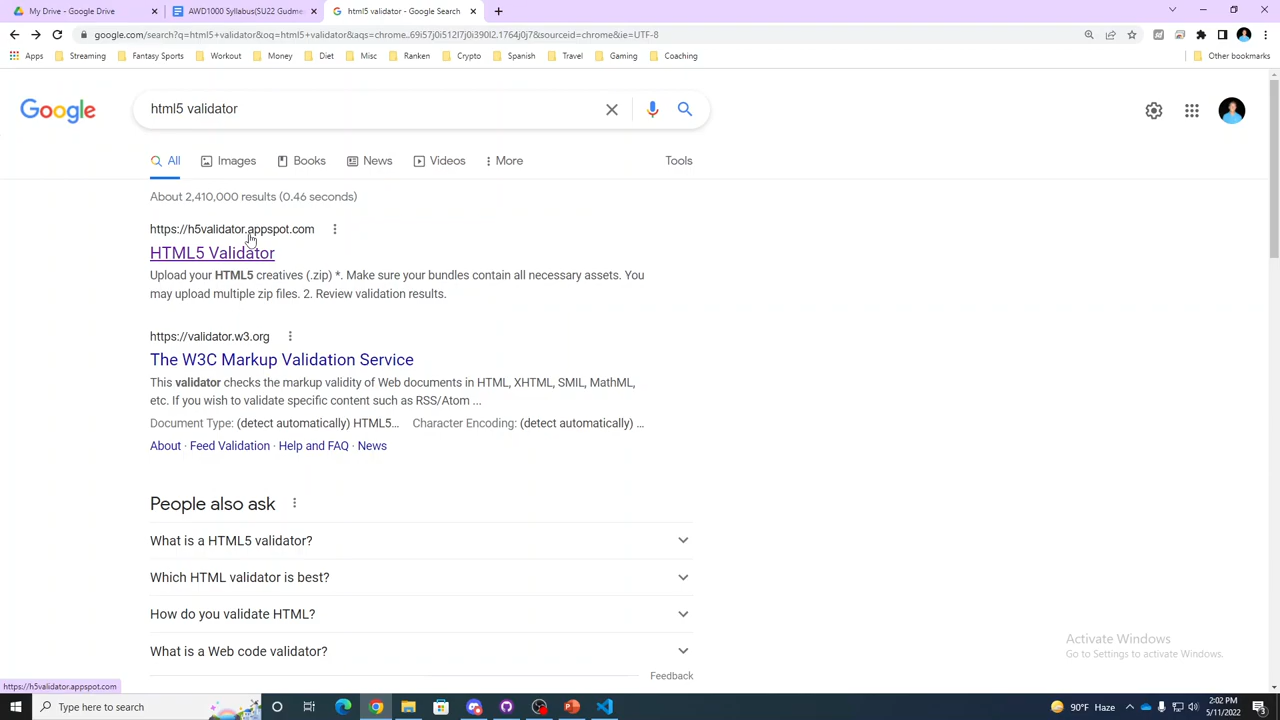 My Drive - Google Drive
AWD1000 Syllabus(SU22 Gudme
html5 validator - Google Search
google.com/search?q=html5+validator&oq=html5+validator&aqs=chrome..69i57j0i512l7j0i390l2.1764j0j7&sourceid=chrome&ie=UTF-8
Apps Streaming Fantasy Sports Workout Money Diet Misc Ranken Crypto Spanish Travel Gaming Coaching Other bookmarks
Google
html5 validator
All Images Books News Videos More Tools
About 2,410,000 results (0.46 seconds)
https://h5validator.appspot.com
HTML5 Validator
Upload your HTML5 creatives (.zip) *. Make sure your bundles contain all necessary assets. You
may upload multiple zip files. 2. Review validation results.
https://validator.w3.org
The W3C Markup Validation Service
This validator checks the markup validity of Web documents in HTML, XHTML, SMIL, MathML,
etc. If you wish to validate specific content such as RSS/Atom ...
Document Type: (detect automatically) HTML5... Character Encoding: (detect automatically) ...
About · Feed Validation · Help and FAQ · News
People also ask
What is a HTML5 validator?
Which HTML validator is best?
How do you validate HTML?
What is a Web code validator?
Feedback
Activate Windows
Go to Settings to activate Windows.
https://h5validator.appspot.com
Type here to search
90°F Haze
2:02 PM
5/11/2022